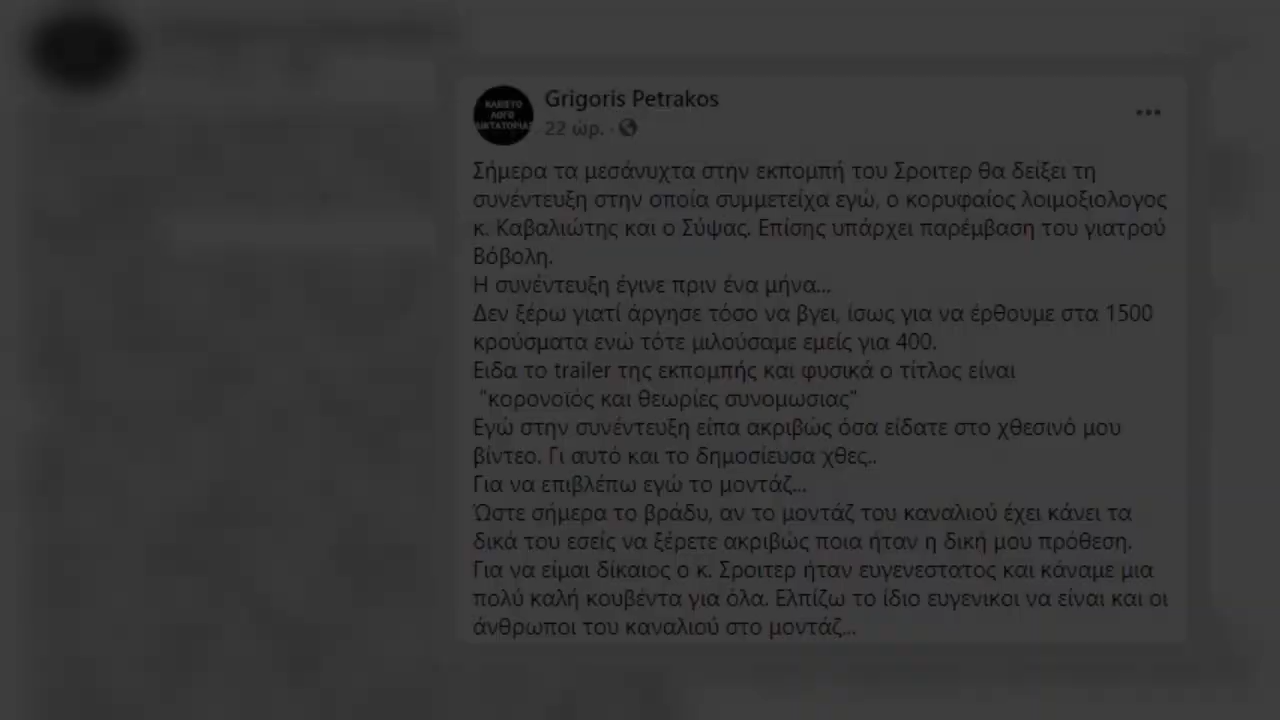 Grigoris Petrakos
22 ώρ. ·
ΛΟΓΩ
Σήμερα τα μεσάνυχτα στην εκπομπή του Σροιτερ θα δείξει τη
συνέντευξη στην οποία συμμετείχα εγώ, ο κορυφαίος λοιμοξιολογος
κ. Καβαλιώτης και ο Σύψας. Επίσης υπάρχει παρέμβαση του γιατρού
Βόβολη.
Η συνέντευξη έγινε πριν ένα μήνα...
Δεν ξέρω γιατί άργησε τόσο να βγει, ίσως για να έρθουμε στα 1500
κρούσματα ενώ τότε μιλούσαμε εμείς για 400.
Ειδα το trailer της εκπομπής και φυσικά ο τίτλος είναι
"κορονοϊός και θεωρίες συνομωσιας"
Εγώ στην συνέντευξη είπα ακριβώς όσα είδατε στο χθεσινό μου
βίντεο. Γι αυτό και το δημοσίευσα χθες..
Για να επιβλέπω εγώ το μοντάζ...
Ώστε σήμερα το βράδυ, αν το μοντάζ του καναλιού έχει κάνει τα
δικά του εσείς να ξέρετε ακριβώς ποια ήταν η δική μου πρόθεση.
Για να είμαι δίκαιος ο κ. Σροιτερ ήταν ευγενεστατος και κάναμε μια
πολύ καλή κουβέντα για όλα. Ελπίζω το ίδιο ευγενικοι να είναι και οι
άνθρωποι του καναλιού στο μοντάζ...